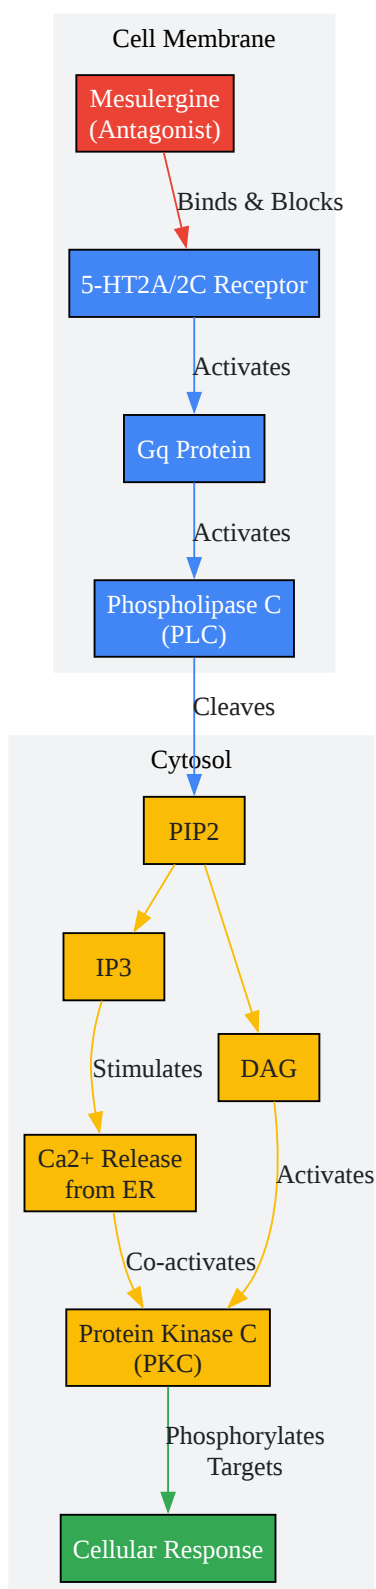 Cell Membrane
Mesulergine
(Antagonist)
Binds & Blocks
5-HT2A/2C Receptor
Activates
Gq Protein
Activates
Phospholipase C
(PLC)
Cleaves
Cytosol
PIP2
IP3
DAG
Stimulates
Ca2+ Release
from ER
Activates
Co-activates
Protein Kinase C
(PKC)
Phosphorylates
Targets
Cellular Response